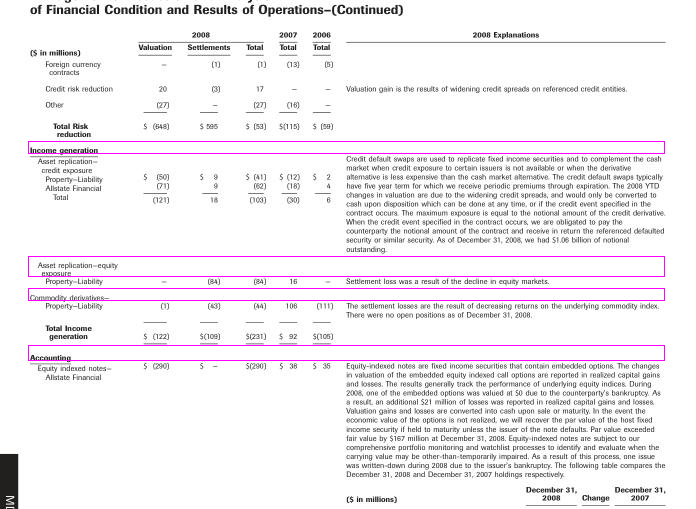 of Financial Condition and Results of Operations–(Continued)
2008 2007 2006 2008 Explanations
($ in millions) Valuation Settlements Total Total Total
Foreign currency
contracts – (1) (1) (13) (5)
Credit risk reduction 20 (3) 17 – – Valuation gain is the results of widening credit spreads on referenced credit entities.
Other (27) – (27) (16) –
Total Risk
reduction $ (648) $ 595 $ (53) $(115) $ (59)
Income generation
Asset replication–
credit exposure
Property–Liability $ (50) $ 9 $ (41) $ (12) $ 2
Allstate Financial (71) 9 (62) (18) 4
Total (121) 18 (103) (30) 6
Credit default swaps are used to replicate fixed income securities and to complement the cash
market when credit exposure to certain issuers is not available or when the derivative
alternative is less expensive than the cash market alternative. The credit default swaps typically
have five year term for which we receive periodic premiums through expiration. The 2008 YTD
changes in valuation are due to the widening credit spreads, and would only be converted to
cash upon disposition which can be done at any time, or if the credit event specified in the
contract occurs. The maximum exposure is equal to the notional amount of the credit derivative.
When the credit event specified in the contract occurs, we are obligated to pay the
counterparty the notional amount of the contract and receive in return the referenced defaulted
security or similar security. As of December 31, 2008, we had $1.06 billion of notional
outstanding.
Asset replication–equity
exposure
Property–Liability – (84) (84) 16 – Settlement loss was a result of the decline in equity markets.
Commodity derivatives–
Property–Liability (1) (43) (44) 106 (111) The settlement losses are the result of decreasing returns on the underlying commodity index.
There were no open positions as of December 31, 2008.
Total Income
generation $ (122) $(109) $(231) $ 92 $(105)
Accounting
Equity indexed notes–
Allstate Financial $ (290) $ – $(290) $ 38 $ 35
Equity-indexed notes are fixed income securities that contain embedded options. The changes
in valuation of the embedded equity indexed call options are reported in realized capital gains
and losses. The results generally track the performance of underlying equity indices. During
2008, one of the embedded options was valued at $0 due to the counterparty's bankruptcy. As
a result, an additional $21 million of losses was reported in realized capital gains and losses.
Valuation gains and losses are converted into cash upon sale or maturity. In the event the
economic value of the options is not realized, we will recover the par value of the host fixed
income security if held to maturity unless the issuer of the note defaults. Par value exceeded
fair value by $167 million at December 31, 2008. Equity-indexed notes are subject to our
comprehensive portfolio monitoring and watchlist processes to identify and evaluate when the
carrying value may be other-than-temporarily impaired. As a result of this process, one issue
was written-down during 2008 due to the issuer's bankruptcy. The following table compares the
December 31, 2008 and December 31, 2007 holdings respectively.
($ in millions) December 31, 2008 Change December 31, 2007